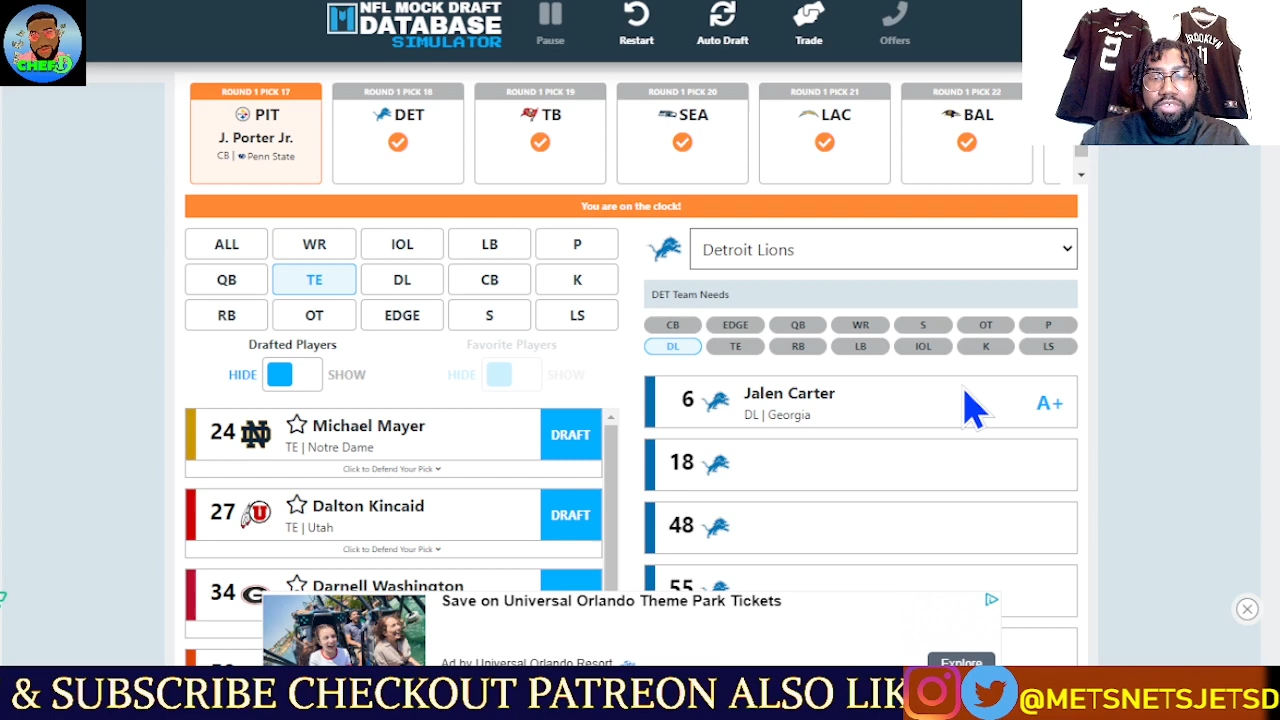 CHEF
NFL MOCK DRAFT
DATABASE
SIMULATOR
Pause
Restart
Auto Draft
Trade
Offers
2
BROOKLYN
11
ROUND 1 PICK 17
ROUND 1 PICK 18
ROUND 1 PICK 19
ROUND 1 PICK 20
ROUND 1 PICK 21
ROUND 1 PICK 22
PIT
DET
TB
SEA
LAC
BAL
J. Porter Jr.
CB | Penn State
You are on the clock!
ALL
WR
IOL
LB
P
QB
TE
DL
CB
K
RB
OT
EDGE
S
LS
Drafted Players
HIDE
SHOW
Favorite Players
HIDE
SHOW
24
Michael Mayer
TE | Notre Dame
DRAFT
Click to Defend Your Pick
27
Dalton Kincaid
TE | Utah
DRAFT
Click to Defend Your Pick
34
Darnell Washington
Detroit Lions
DET Team Needs
CB
EDGE
QB
WR
S
OT
P
DL
TE
RB
LB
IOL
K
LS
6
Jalen Carter
DL | Georgia
A+
18
48
55
Save on Universal Orlando Theme Park Tickets
Ad by Universal Orlando Resort
Explore
& SUBSCRIBE CHECKOUT PATREON ALSO LIK
@METSNETSJETSD